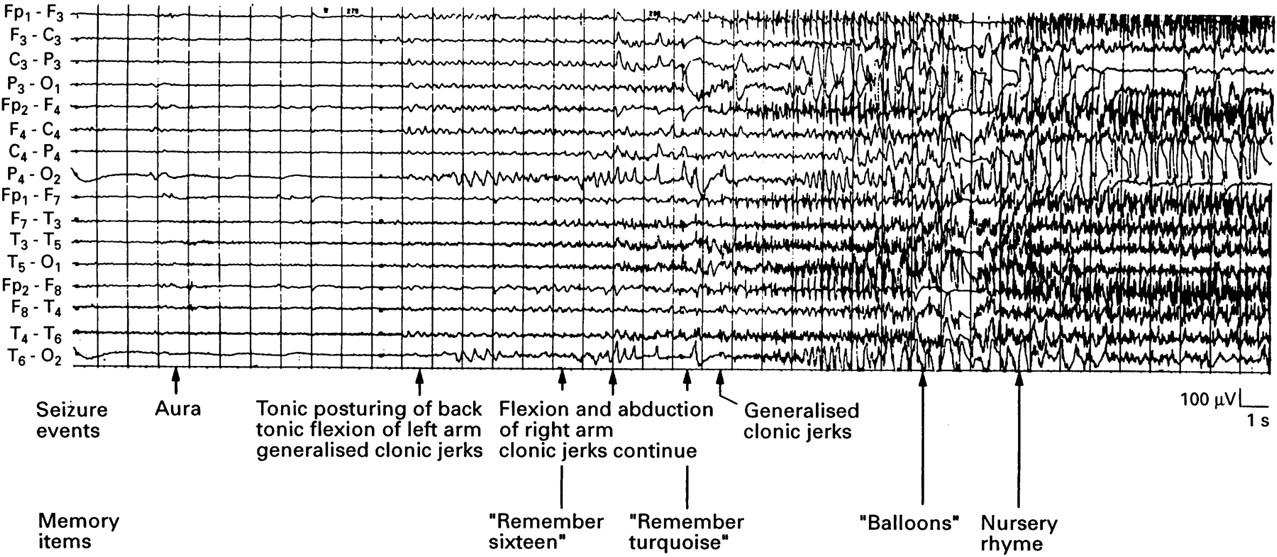 Fp1 - F3
F3 - C3
C3 - P3
P3 - O1
Fp2 - F4
F4 - C4
C4 - P4
P4 - O2
Fp1 - F7
F7 - T3
T3 - T5
T5 - O1
Fp2 - F8
F8 - T4
T4 - T6
T6 - O2
100 μV
1 s
Seizure
events
Aura
Tonic posturing of back
tonic flexion of left arm
generalised clonic jerks
Flexion and abduction
of right arm
clonic jerks continue
Generalised
clonic jerks
Memory
items
"Remember
sixteen"
"Remember
turquoise"
"Balloons"
Nursery
rhyme